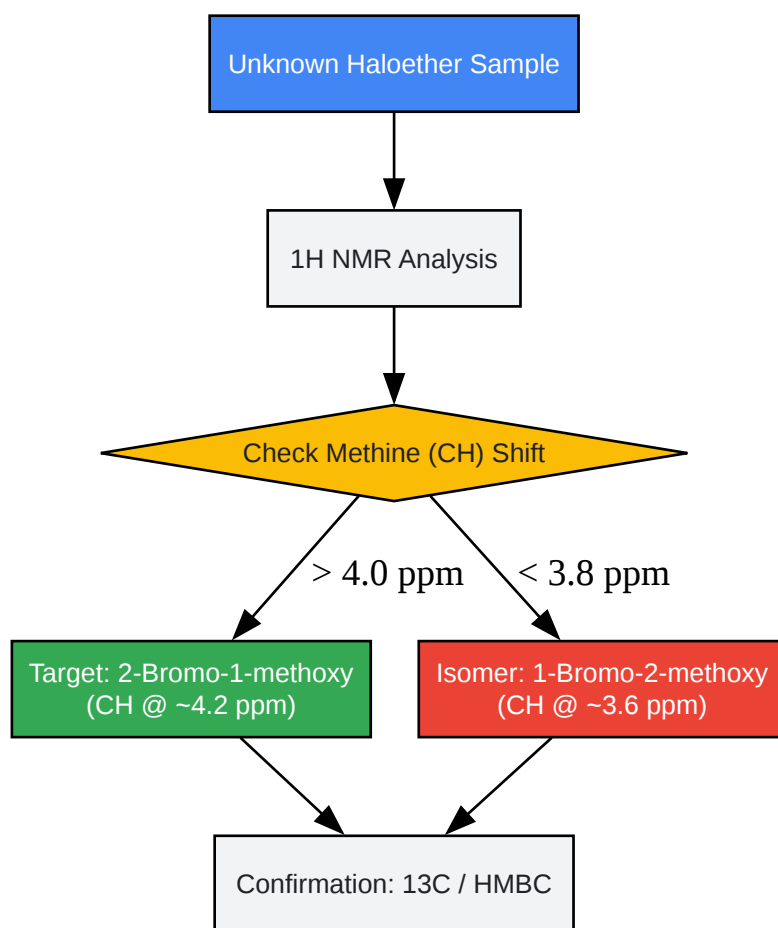 Unknown Haloether Sample
1H NMR Analysis
Check Methine (CH) Shift
> 4.0 ppm
< 3.8 ppm
Target: 2-Bromo-1-methoxy
(CH @ ~4.2 ppm)
Isomer: 1-Bromo-2-methoxy
(CH @ ~3.6 ppm)
Confirmation: 13C / HMBC